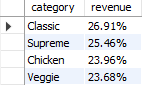 category revenue
Classic 26.91%
Supreme 25.46%
Chicken 23.96%
Veggie 23.68%